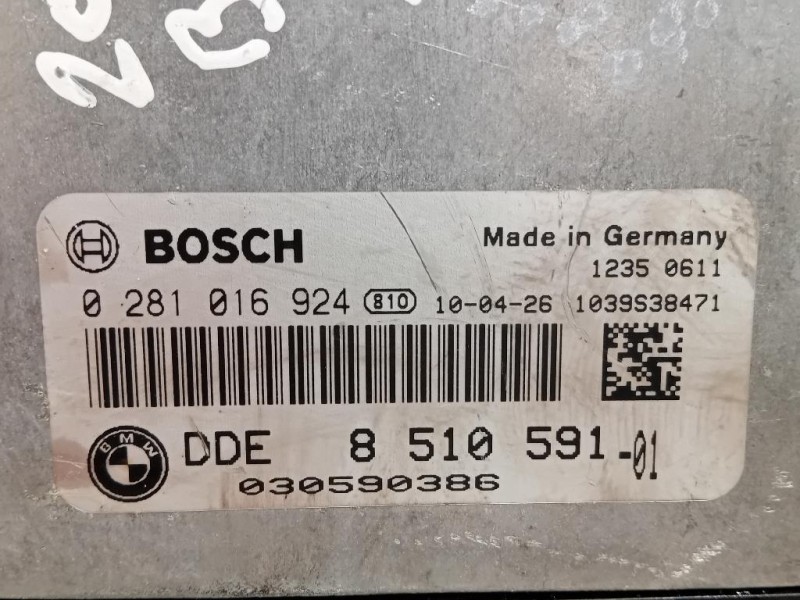 BOSCH
Made in Germany
1235 0611
0 281 016 924 810 10-04-26 1039S38471
BMW DDE 8 510 591-01
030590386